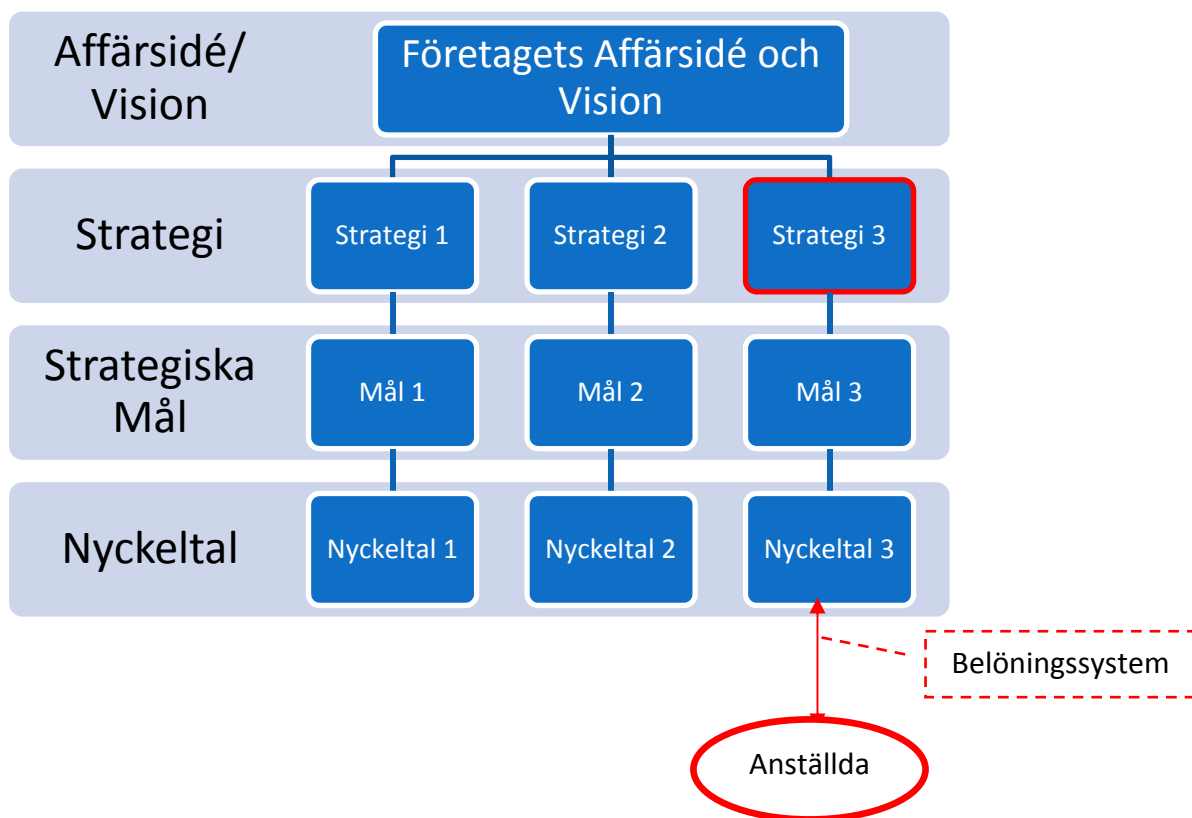 Affärsidé/
Vision
Företagets Affärsidé och
Vision
Strategi
Strategi 1
Strategi 2
Strategi 3
Strategiska
Mål
Mål 1
Mål 2
Mål 3
Nyckeltal
Nyckeltal 1
Nyckeltal 2
Nyckeltal 3
Belöningssystem
Anställda